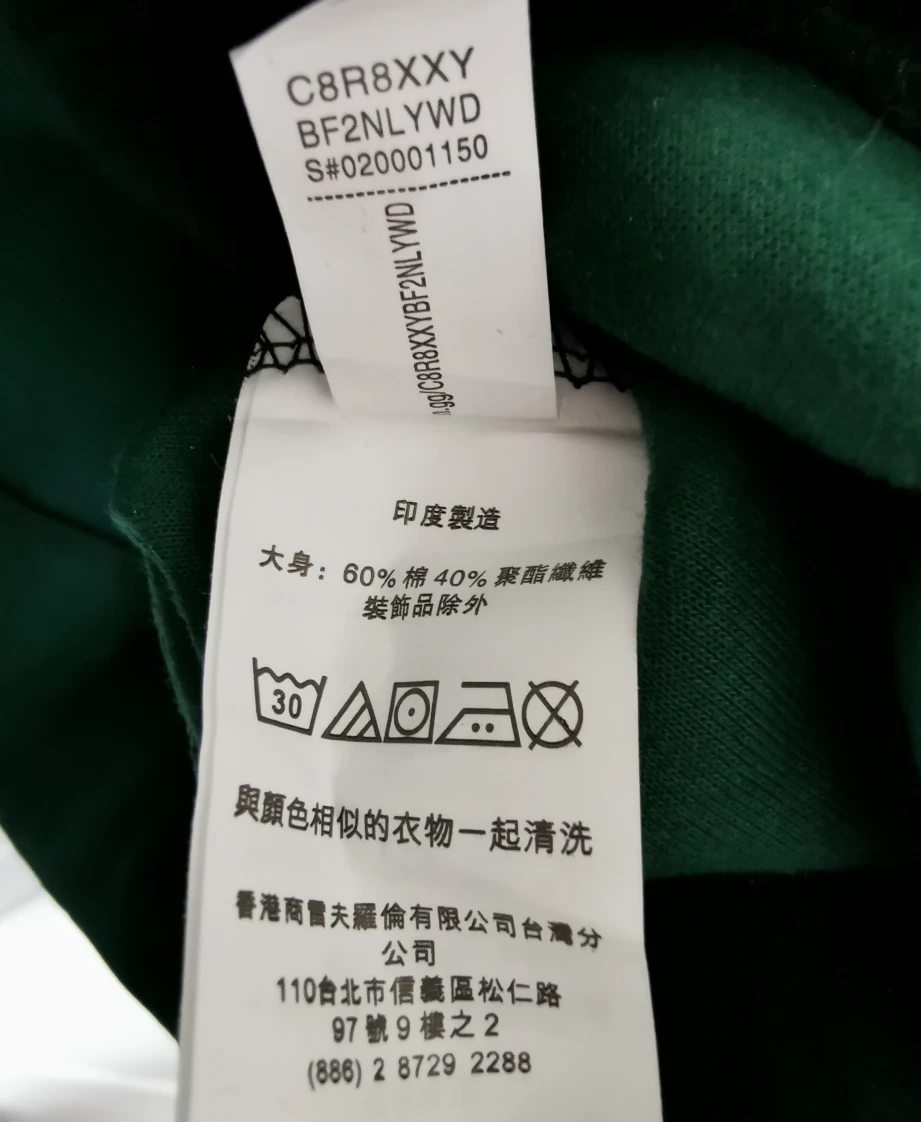 C8R8XXY
BF2NLYWD
S#020001150
n.gg/C8R8XXYBF2NLYWD
印度製造
大身: 60% 棉 40% 聚酯纖維
裝飾品除外
30
與顏色相似的衣物一起清洗
香港商雷夫羅倫有限公司台灣分
公司
110台北市信義區松仁路
97 號 9 樓之 2
(886) 2 8729 2288